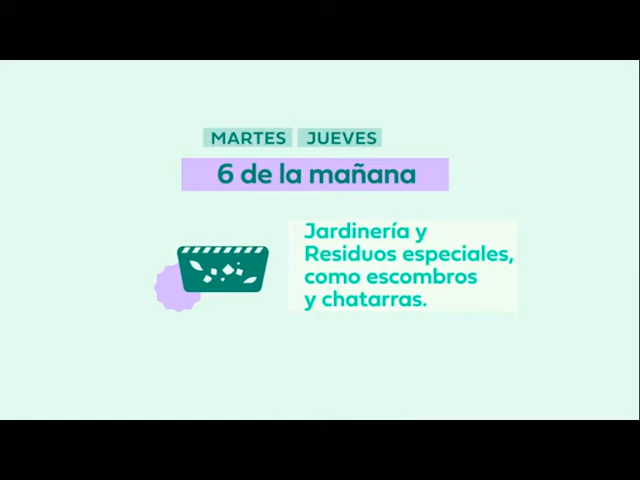 MARTES JUEVES
6 de la mañana
Jardinería y
Residuos especiales,
como escombros
y chatarras.